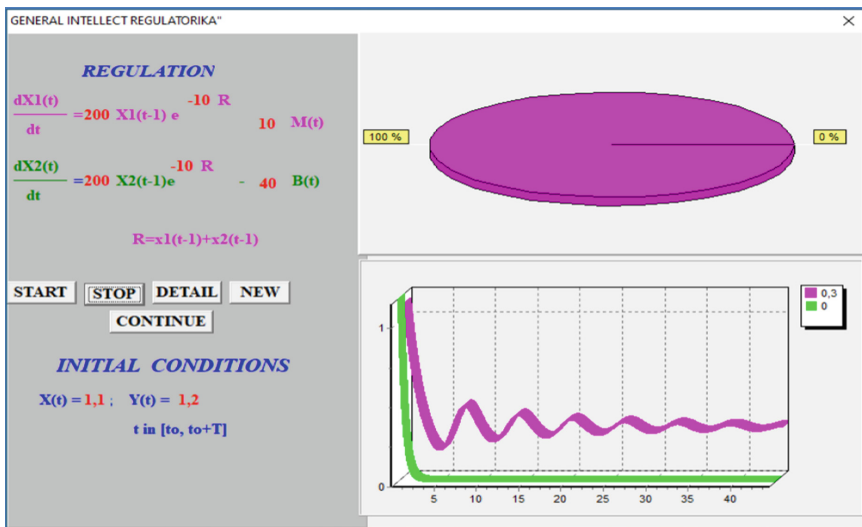 GENERAL INTELLECT REGULATORIKA"
REGULATION
dX1(t)
dt
=200 X1(t-1) e
-10 R
10 M(t)
dX2(t)
dt
=200 X2(t-1)e
-10 R
- 40 B(t)
R=x1(t-1)+x2(t-1)
START STOP DETAIL NEW
CONTINUE
INITIAL CONDITIONS
X(t) = 1,1 ; Y(t) = 1,2
t in [to, to+T]
100 %
0 %
1
0
5 10 15 20 25 30 35 40
0,3
0